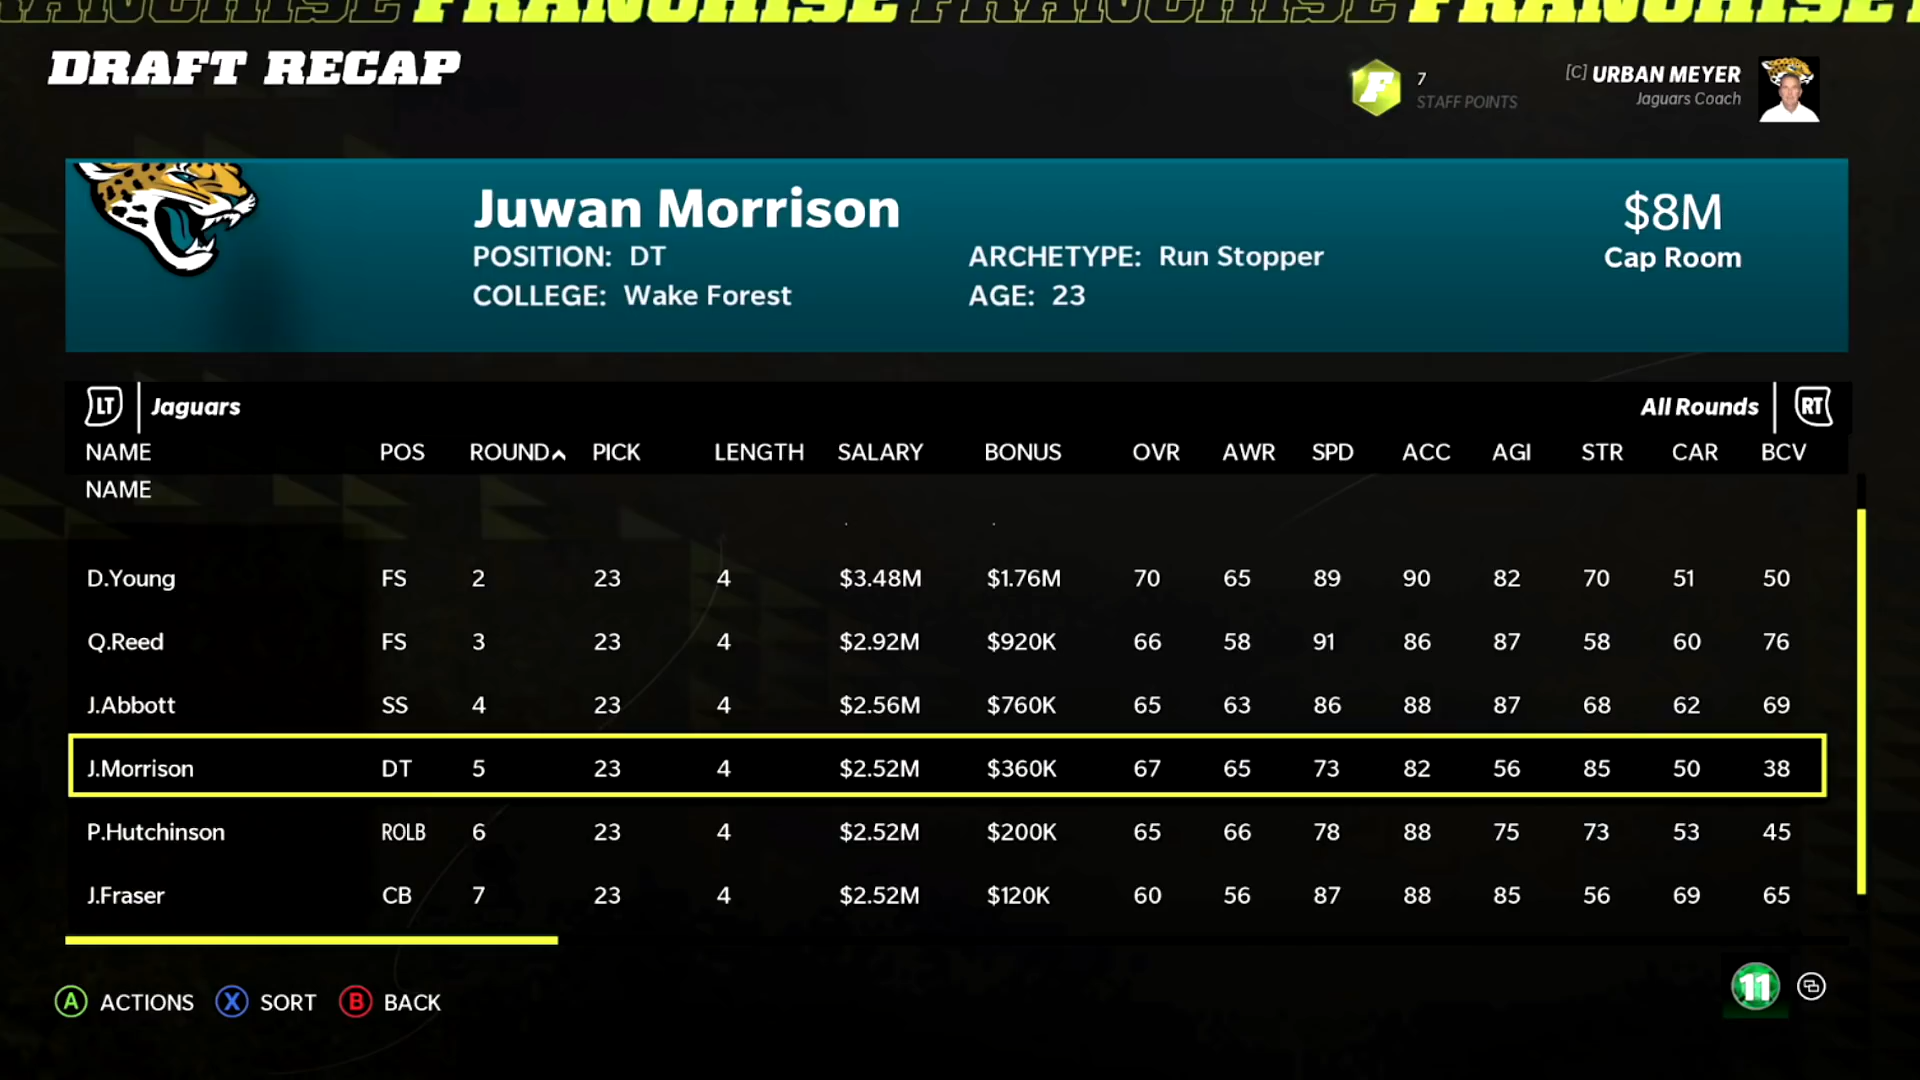 FRANCHISE FRANCHISE FRANCHISE FRANCHISE
DRAFT RECAP
7
STAFF POINTS
[C] URBAN MEYER
Jaguars Coach
Juwan Morrison
POSITION: DT
ARCHETYPE: Run Stopper
COLLEGE: Wake Forest
AGE: 23
$8M
Cap Room
LT Jaguars
All Rounds RT
NAME POS ROUND PICK LENGTH SALARY BONUS OVR AWR SPD ACC AGI STR CAR BCV
NAME
D.Young FS 2 23 4 $3.48M $1.76M 70 65 89 90 82 70 51 50
Q.Reed FS 3 23 4 $2.92M $920K 66 58 91 86 87 58 60 76
J.Abbott SS 4 23 4 $2.56M $760K 65 63 86 88 87 68 62 69
J.Morrison DT 5 23 4 $2.52M $360K 67 65 73 82 56 85 50 38
P.Hutchinson ROLB 6 23 4 $2.52M $200K 65 66 78 88 75 73 53 45
J.Fraser CB 7 23 4 $2.52M $120K 60 56 87 88 85 56 69 65
A ACTIONS X SORT B BACK
11